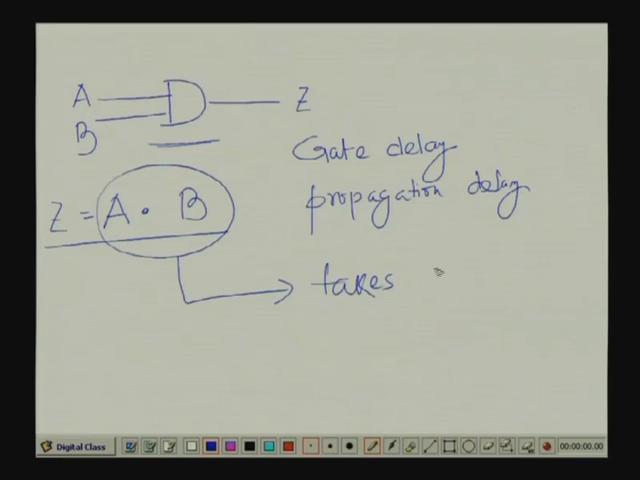 A
B
Z
Gate delay
propagation delay
Z = A · B
takes
Digital Class
00:00:00.00